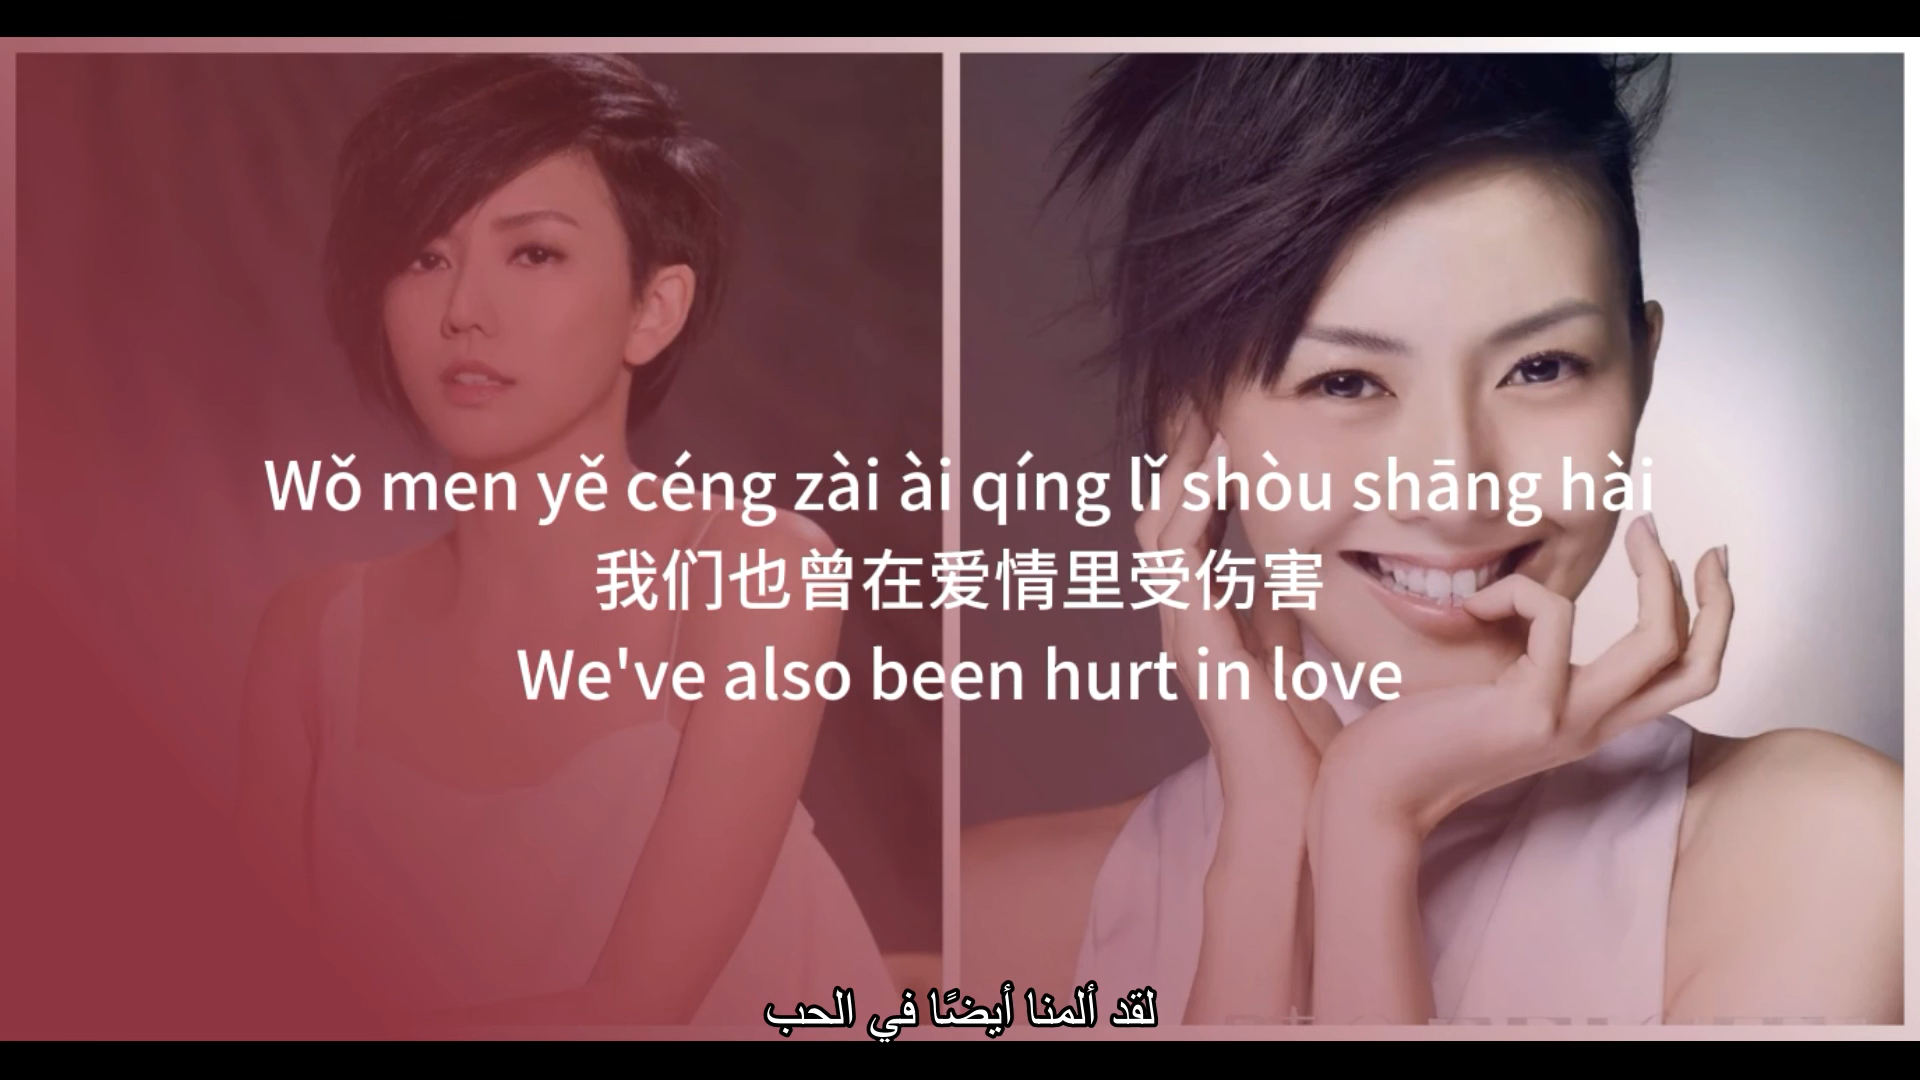 Wǒ men yě céng zài ài qíng lǐ shòu shāng hài
我们也曾在爱情里受伤害
We've also been hurt in love
لقد ألمنا أيضًا في الحب